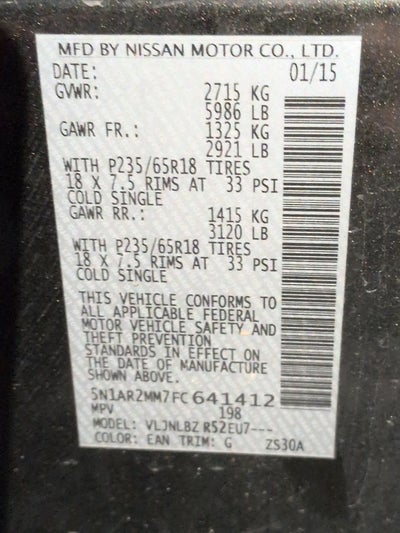 MFD BY NISSAN MOTOR CO., LTD.
DATE: 01/15
GVWR: 2715 KG
5986 LB
GAWR FR.: 1325 KG
2921 LB
WITH P235/65R18 TIRES
18 X 7.5 RIMS AT 33 PSI
COLD SINGLE
GAWR RR.: 1415 KG
3120 LB
WITH P235/65R18 TIRES
18 X 7.5 RIMS AT 33 PSI
COLD SINGLE
THIS VEHICLE CONFORMS TO
ALL APPLICABLE FEDERAL
MOTOR VEHICLE SAFETY AND
THEFT PREVENTION
STANDARDS IN EFFECT ON
THE DATE OF MANUFACTURE
SHOWN ABOVE.
5N1AR2MM7FC641412
MPV 198
MODEL: VLJNLBZ R52EU7---
COLOR: EAN TRIM: G ZS30A